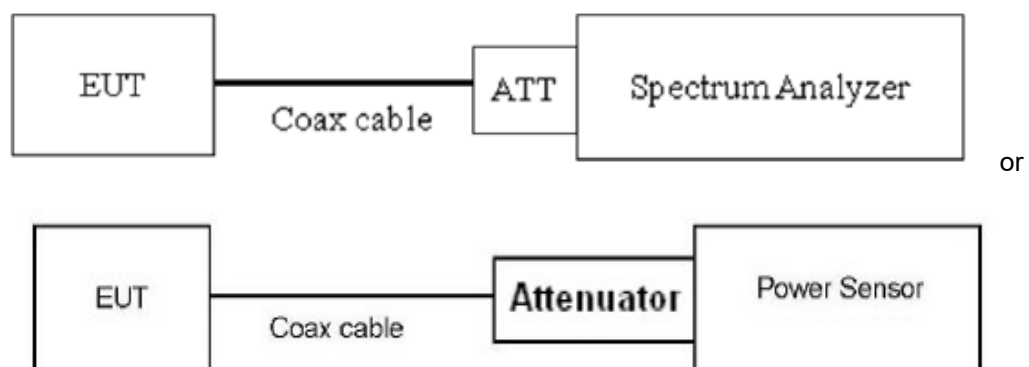 EUT
ATT
Spectrum Analyzer
Coax cable
or
EUT
Attenuator
Power Sensor
Coax cable